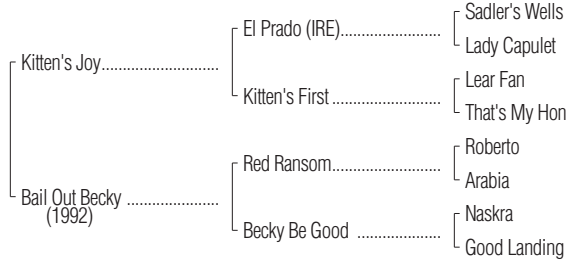 Sadler's Wells
El Prado (IRE)
Lady Capulet
Kitten's Joy
Lear Fan
Kitten's First
That's My Hon
Roberto
Red Ransom
Arabia
Bail Out Becky
(1992)
Naskra
Becky Be Good
Good Landing